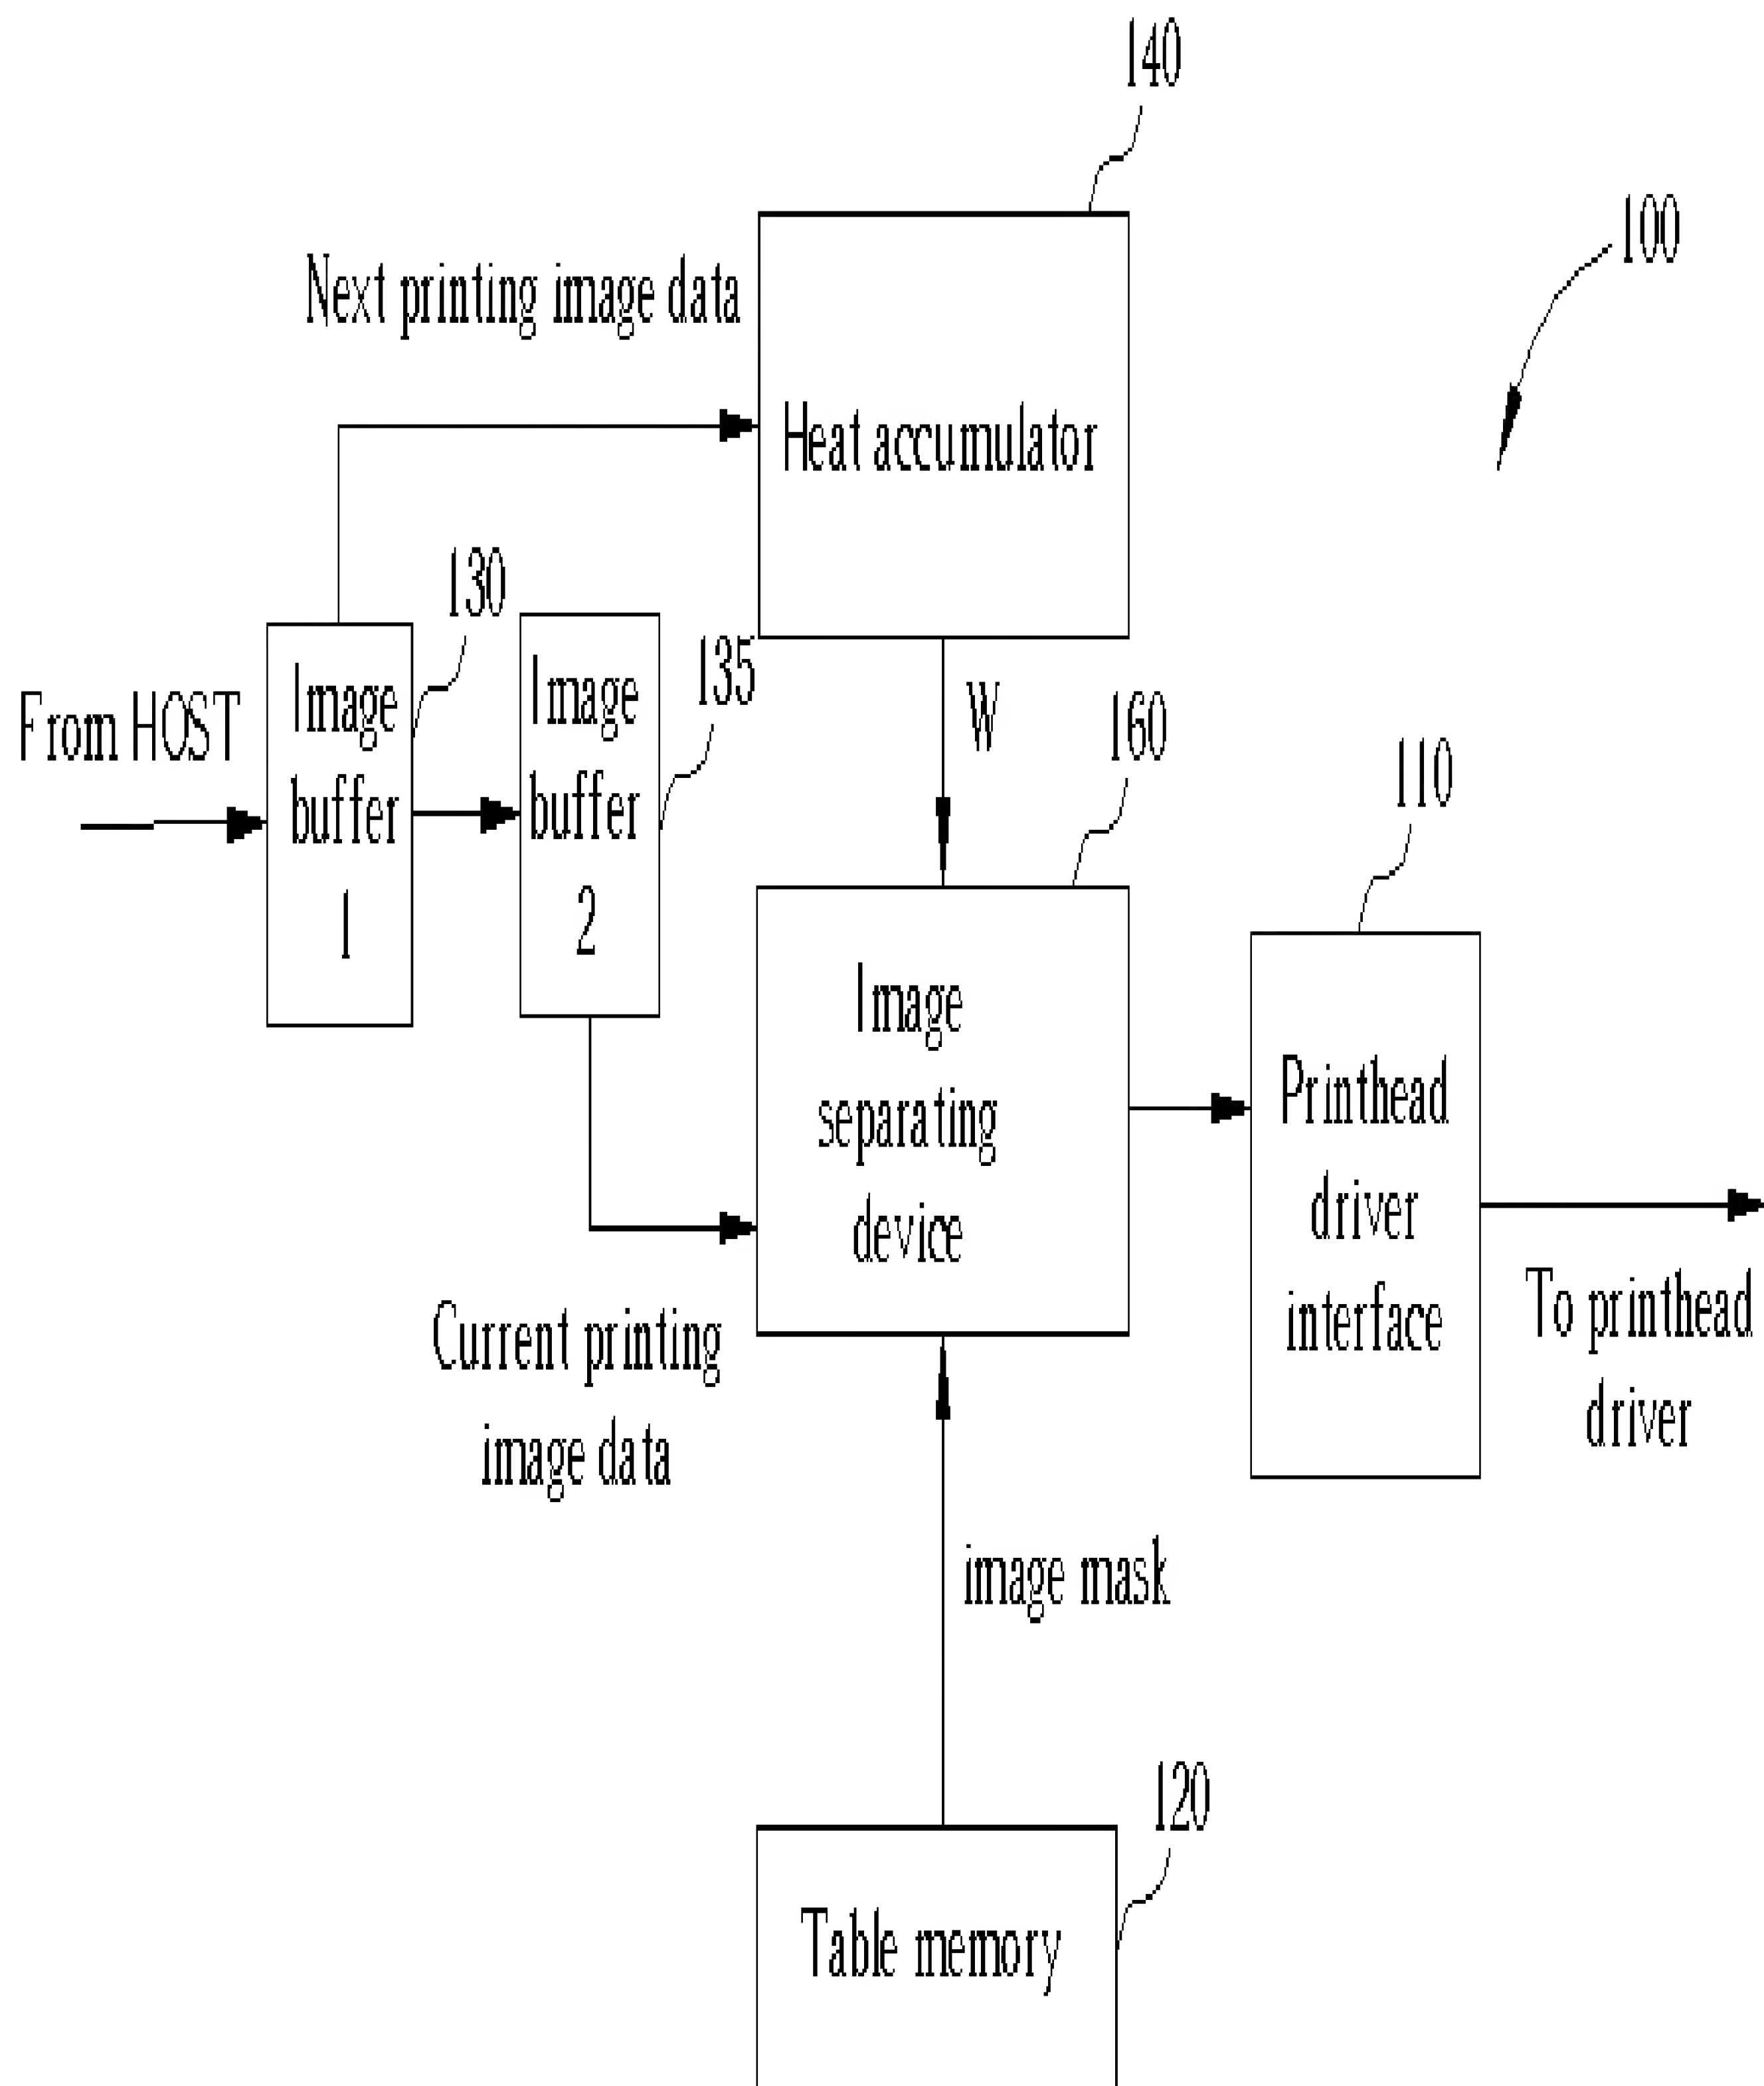 140
100
Next printing image data
Heat accumulator
130
135
From HOST
Image
buffer
1
Image
buffer
2
W
160
110
Image
separating
device
Printhead
driver
interface
To printhead
driver
Current printing
image data
image mask
120
Table memory